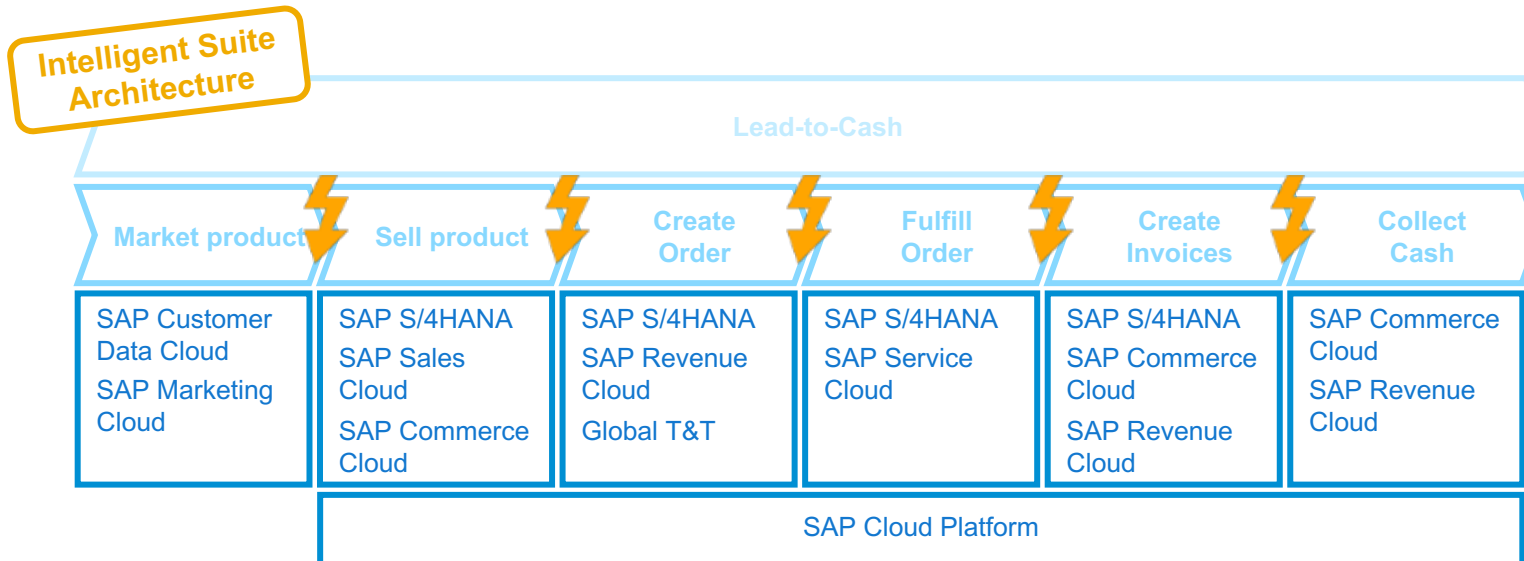 Intelligent Suite
Architecture
Lead-to-Cash
Market product
Sell product
Create
Order
Fulfill
Order
Create
Invoices
Collect
Cash
SAP Customer
Data Cloud
SAP Marketing
Cloud
SAP S/4HANA
SAP Sales
Cloud
SAP Commerce
Cloud
SAP S/4HANA
SAP Revenue
Cloud
Global T&T
SAP S/4HANA
SAP Service
Cloud
SAP S/4HANA
SAP Commerce
Cloud
SAP Revenue
Cloud
SAP Commerce
Cloud
SAP Revenue
Cloud
SAP Cloud Platform